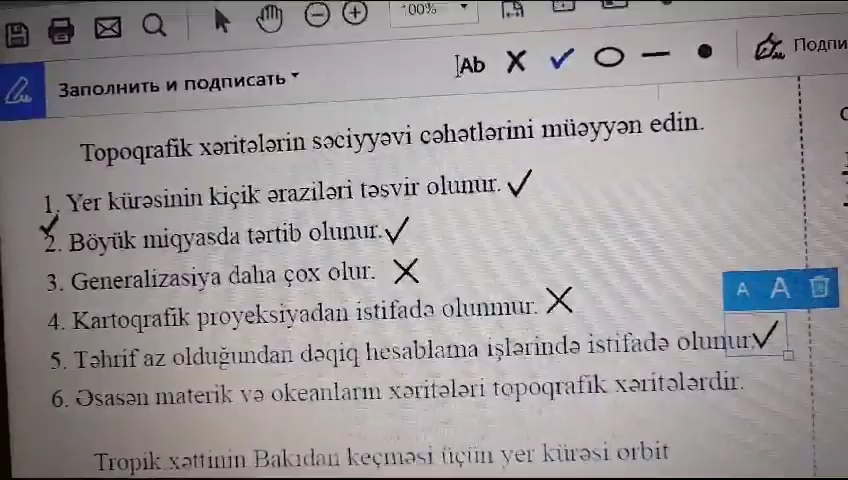 100%
Ab
Подпи
Заполнить и подписать
Topoqrafik xəritələrin səciyyəvi cəhətlərini müəyyən edin.
1. Yer kürəsinin kiçik əraziləri təsvir olunur.
2. Böyük miqyasda tərtib olunur.
3. Generalizasiya daha çox olur.
4. Kartoqrafik proyeksiyadan istifadə olunmur.
5. Təhrif az olduğundan dəqiq hesablama işlərində istifadə olunur.
A A
6. Əsasən materik və okeanların xəritələri topoqrafik xəritələrdir.
Tropik xəttinin Bakıdan keçməsi üçün yer kürəsi orbit